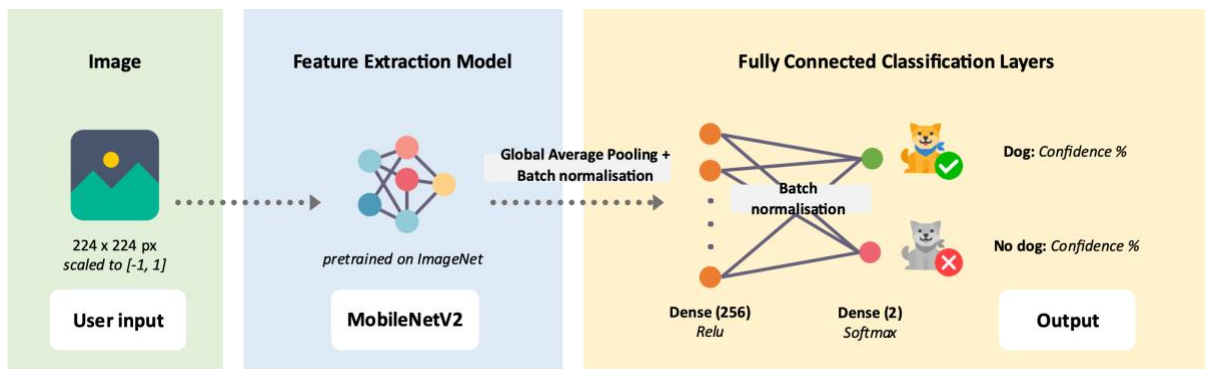 Image
224 x 224 px
scaled to [-1, 1]
User input
Feature Extraction Model
pretrained on ImageNet
MobileNetV2
Global Average Pooling +
Batch normalisation
Fully Connected Classification Layers
Batch
normalisation
Dense (256)
Relu
Dense (2)
Softmax
Dog: Confidence %
No dog: Confidence %
Output